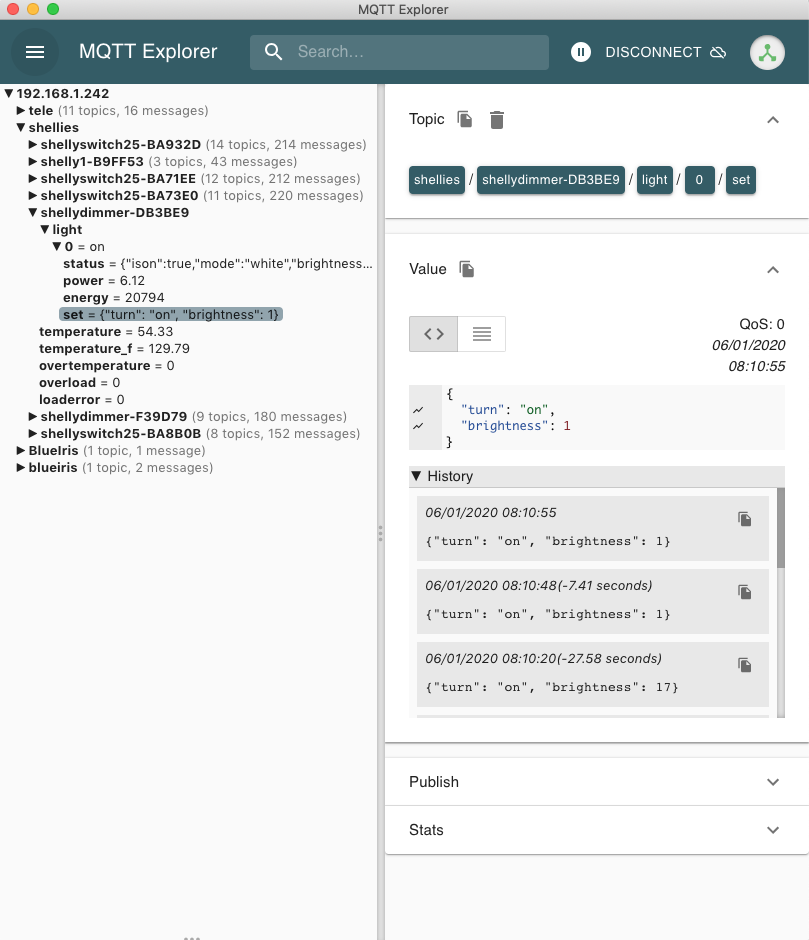 MQTT Explorer
MQTT Explorer
Search...
DISCONNECT
192.168.1.242
tele (11 topics, 16 messages)
shellies
shellyswitch25-BA932D (14 topics, 214 messages)
shelly1-B9FF53 (3 topics, 43 messages)
shellyswitch25-BA71EE (12 topics, 212 messages)
shellyswitch25-BA73E0 (11 topics, 220 messages)
shellydimmer-DB3BE9
light
0 = on
status = {"ison":true,"mode":"white","brightness...
power = 6.12
energy = 20794
set = {"turn": "on", "brightness": 1}
temperature = 54.33
temperature_f = 129.79
overtemperature = 0
overload = 0
loaderror = 0
shellydimmer-F39D79 (9 topics, 180 messages)
shellyswitch25-BA8B0B (8 topics, 152 messages)
BlueIris (1 topic, 1 message)
blueiris (1 topic, 2 messages)
Topic
shellies / shellydimmer-DB3BE9 / light / 0 / set
Value
QoS: 0
06/01/2020
08:10:55
{
"turn": "on",
"brightness": 1
}
History
06/01/2020 08:10:55
{"turn": "on", "brightness": 1}
06/01/2020 08:10:48(-7.41 seconds)
{"turn": "on", "brightness": 1}
06/01/2020 08:10:20(-27.58 seconds)
{"turn": "on", "brightness": 17}
Publish
Stats